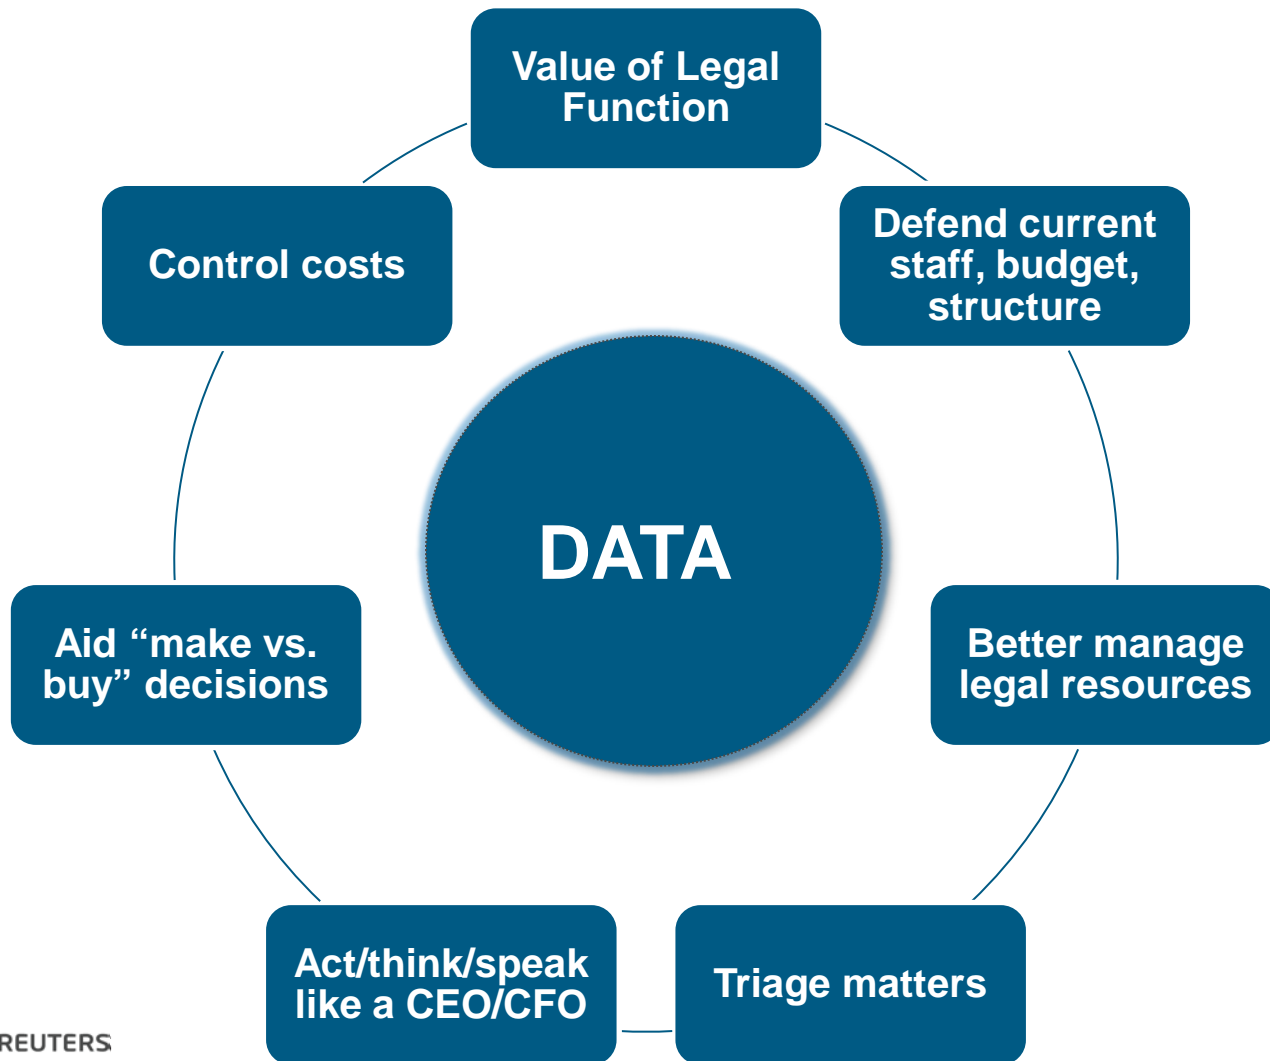 Value of Legal
Function
Defend current
staff, budget,
structure
Better manage
legal resources
Triage matters
Act/think/speak
like a CEO/CFO
Aid “make vs.
buy” decisions
Control costs
DATA
REUTERS